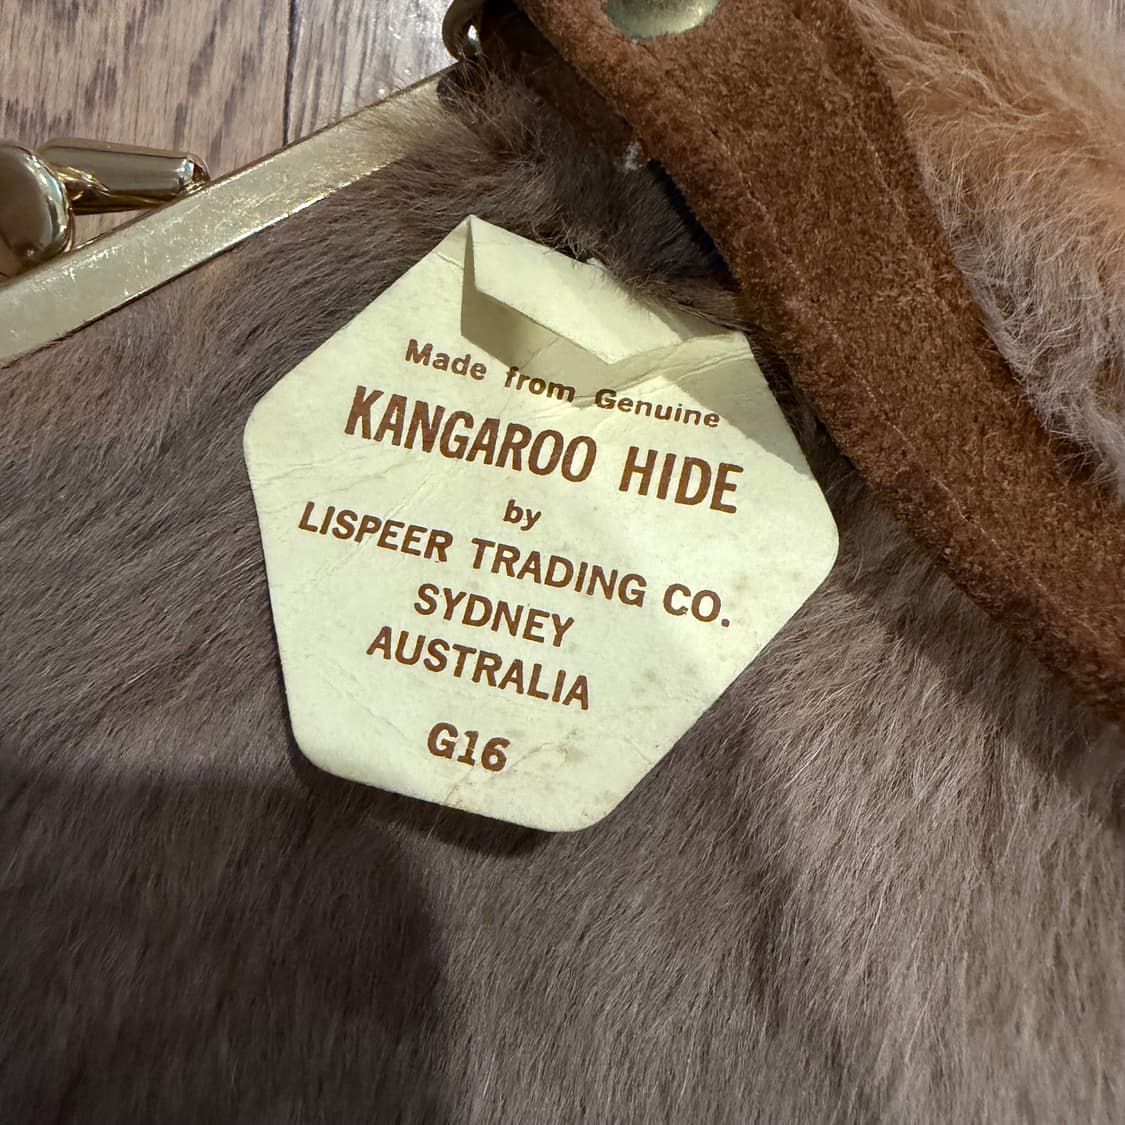 Made from Genuine
KANGAROO HIDE
by
LISPEER TRADING CO.
SYDNEY
AUSTRALIA
G16